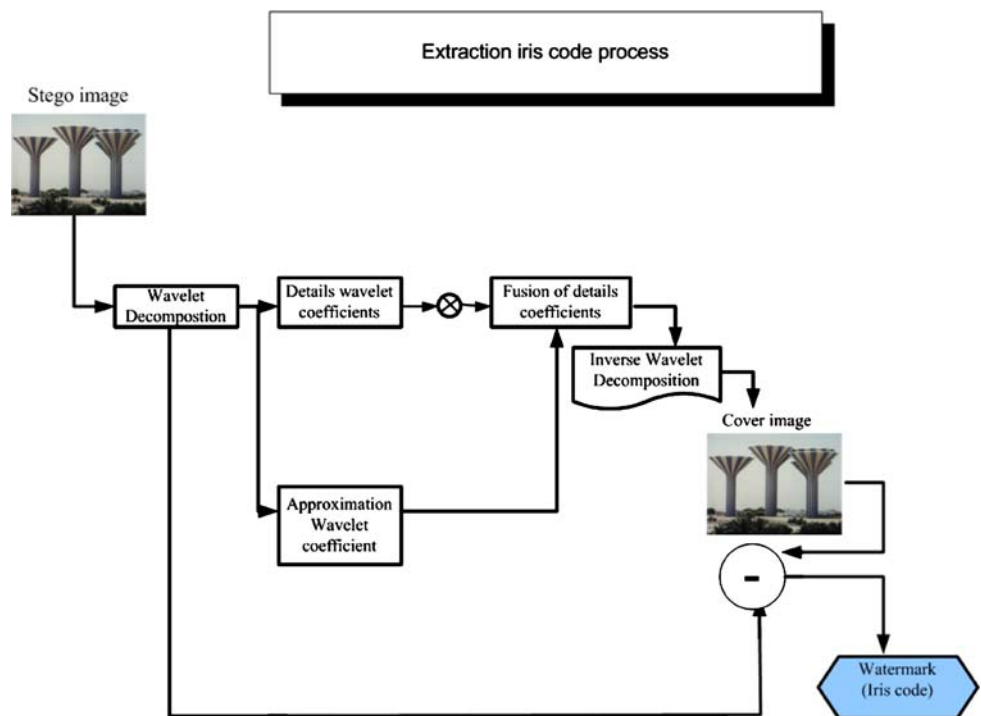 Extraction iris code process
Stego image
Wavelet
Decompostion
Details wavelet
coefficients
Fusion of details
coefficients
Inverse Wavelet
Decomposition
Cover image
Approximation
Wavelet
coefficient
-
Watermark
(Iris code)